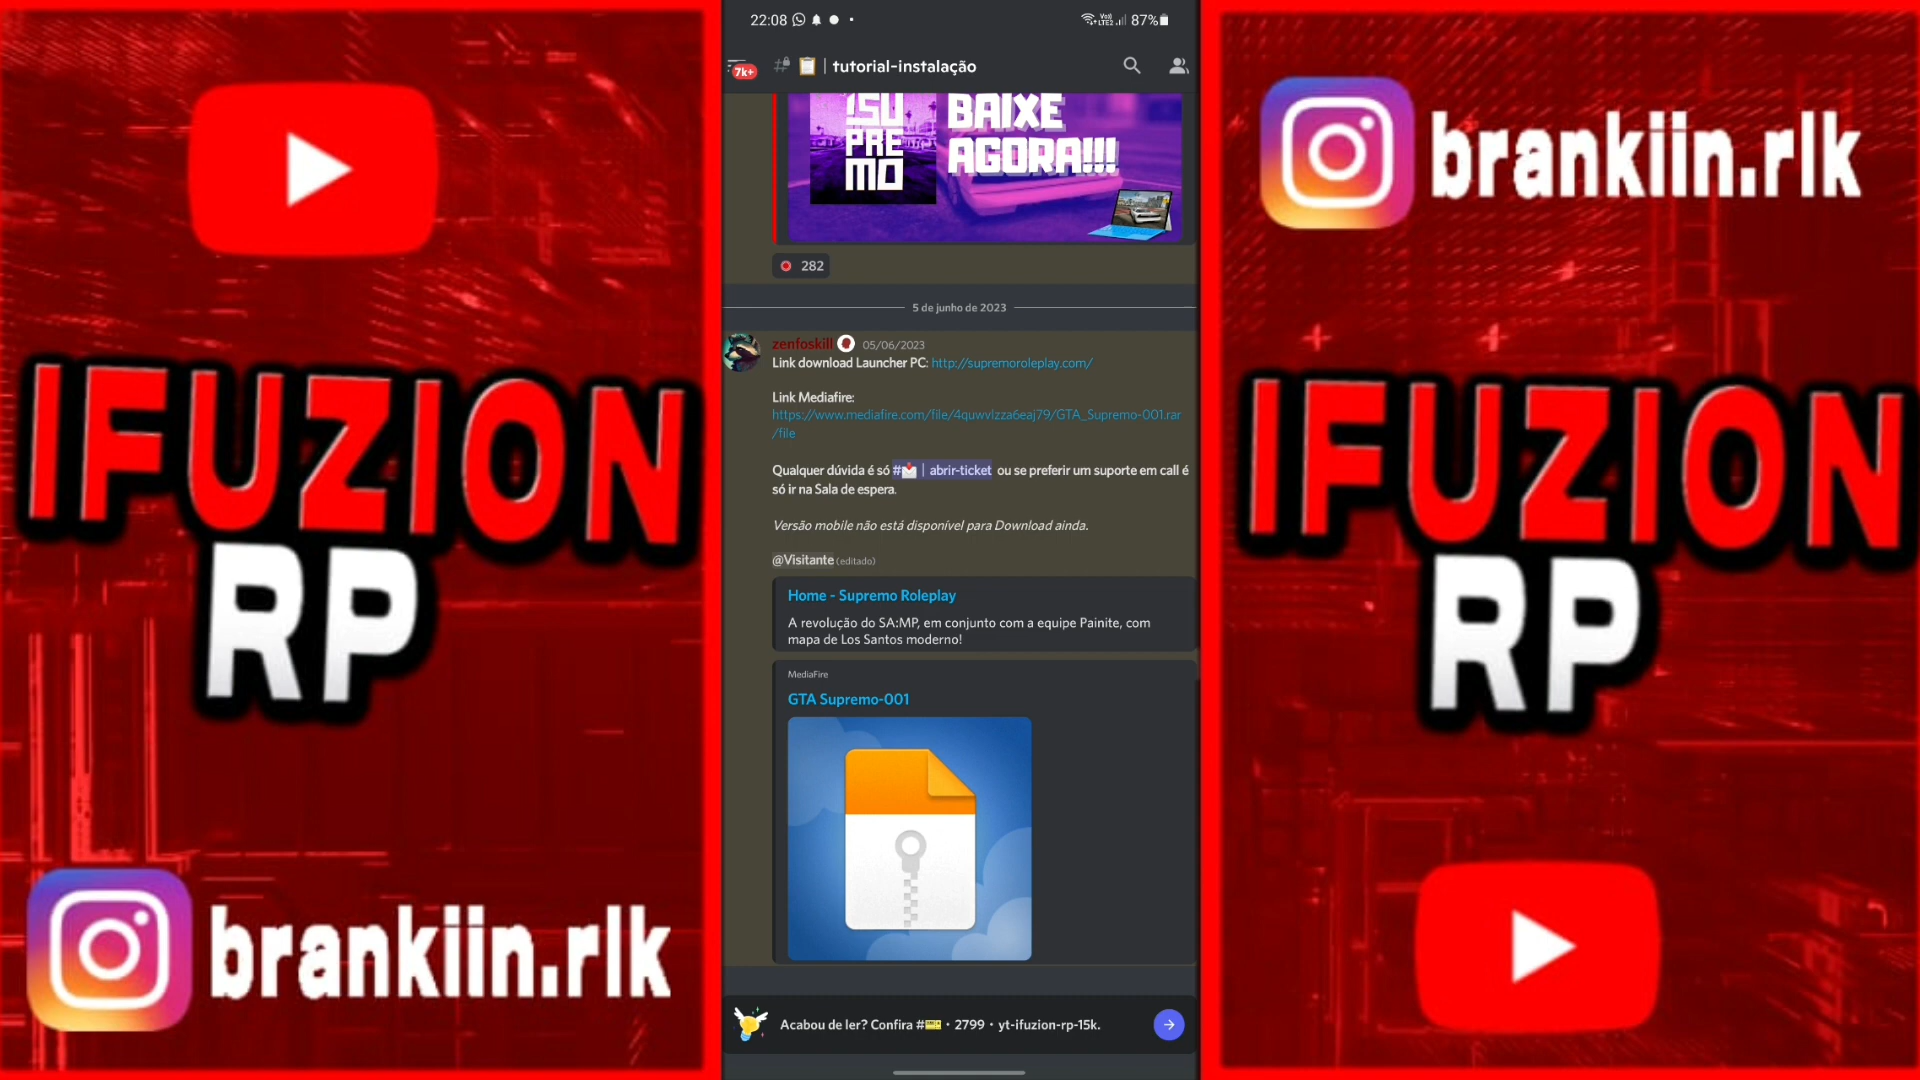 IFUZION
RP
brankiin.rlk
22:08
87%
7k+
# 📋 | tutorial-instalação
!SU
PRE
MO
BAIXE
AGORA!!!
282
5 de junho de 2023
zenfoskill 05/06/2023
Link download Launcher PC: http://supremoroleplay.com/
Link Mediafire:
https://www.mediafire.com/file/4quwvlzza6eaj79/GTA_Supremo-001.rar
/file
Qualquer dúvida é só #📩 | abrir-ticket ou se preferir um suporte em call é
só ir na Sala de espera.
Versão mobile não está disponível para Download ainda.
@Visitante (editado)
Home - Supremo Roleplay
A revolução do SA:MP, em conjunto com a equipe Painite, com
mapa de Los Santos moderno!
MediaFire
GTA Supremo-001
Acabou de ler? Confira #🎫 • 2799 • yt-ifuzion-rp-15k.
brankiin.rlk
IFUZION
RP